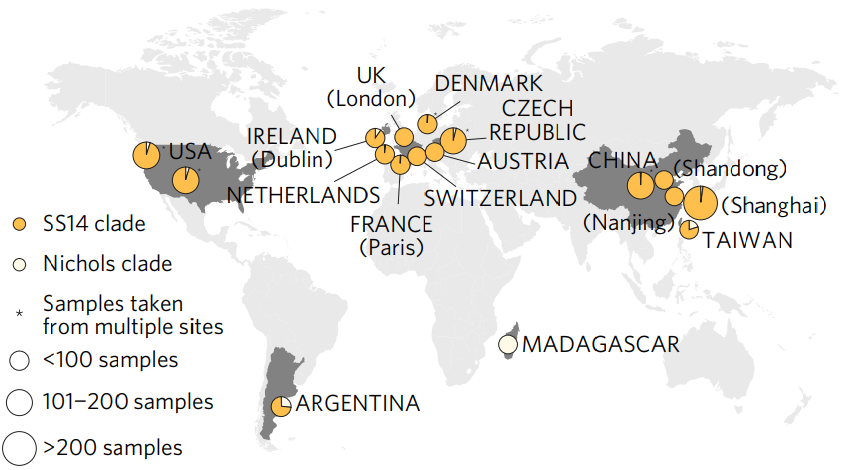 UK
(London)
DENMARK
CZECH
REPUBLIC
IRELAND
(Dublin)
USA
AUSTRIA
CHINA
(Shandong)
NETHERLANDS
SWITZERLAND
FRANCE
(Paris)
(Nanjing)
(Shanghai)
TAIWAN
SS14 clade
Nichols clade
* Samples taken
from multiple sites
<100 samples
101–200 samples
>200 samples
MADAGASCAR
ARGENTINA